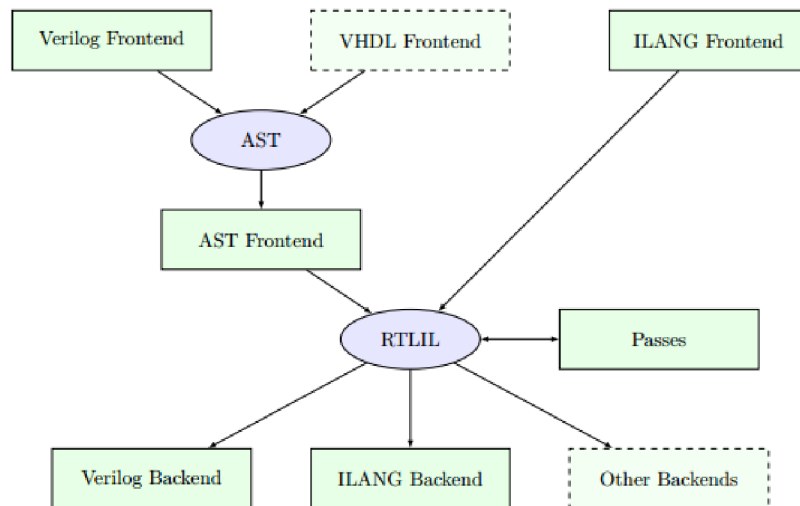 Verilog Frontend
VHDL Frontend
ILANG Frontend
AST
AST Frontend
RTLIL
Passes
Verilog Backend
ILANG Backend
Other Backends